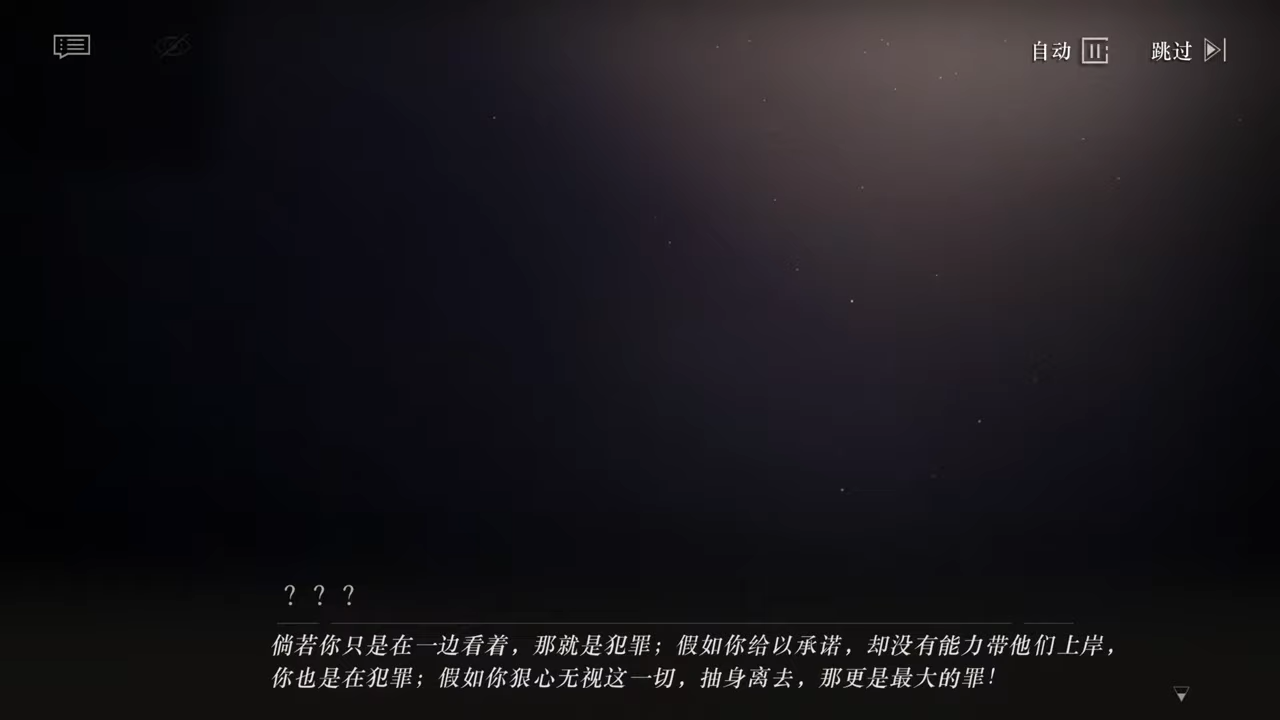 自动
跳过
？？？
倘若你只是在一边看着，那就是犯罪；假如你给以承诺，却没有能力带他们上岸，
你也是在犯罪；假如你狠心无视这一切，抽身离去，那更是最大的罪！